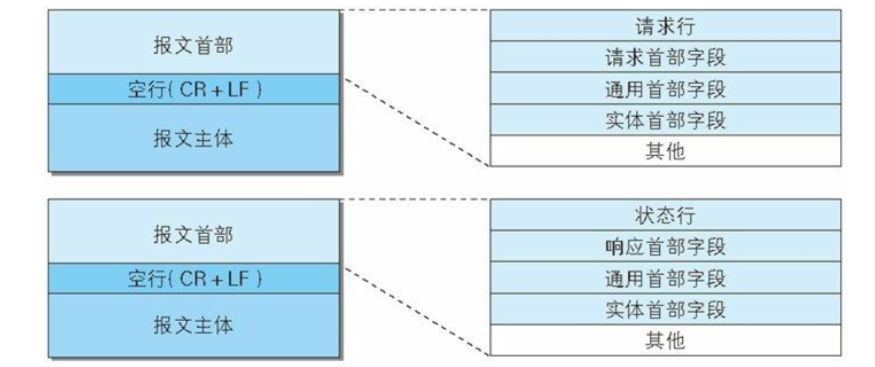 报文首部
空行( CR + LF )
报文主体
请求行
请求首部字段
通用首部字段
实体首部字段
其他
报文首部
空行( CR + LF )
报文主体
状态行
响应首部字段
通用首部字段
实体首部字段
其他